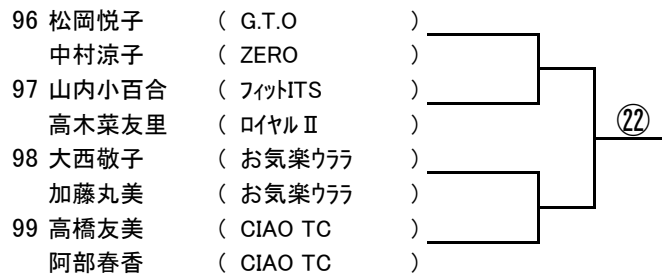 96 松岡悦子 ( G.T.O )
中村涼子 ( ZERO )
97 山内小百合 ( フィットITS )
高木菜友里 ( ロイヤルⅡ )
㉒
98 大西敬子 ( お気楽ウララ )
加藤丸美 ( お気楽ウララ )
99 高橋友美 ( CIAO TC )
阿部春香 ( CIAO TC )